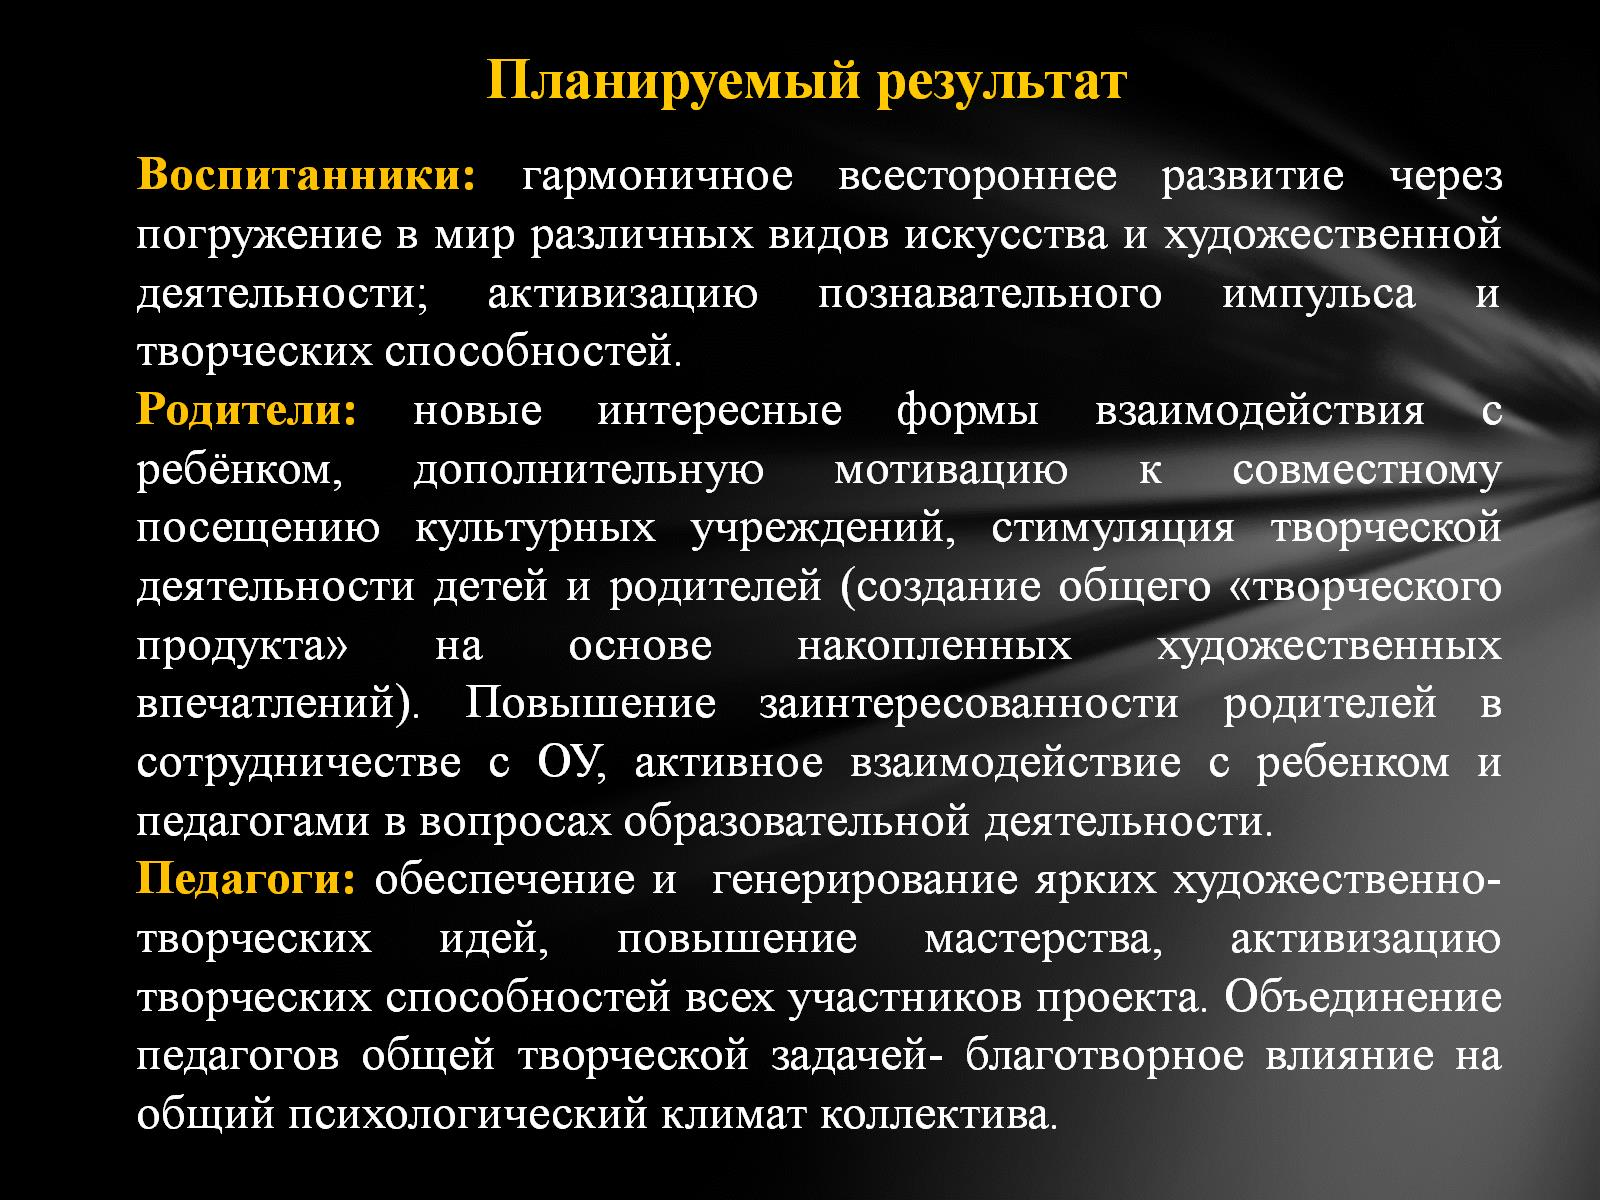 Планируемый результат
Воспитанники: гармоничное всестороннее развитие через
погружение в мир различных видов искусства и художественной
деятельности; активизацию познавательного импульса и
творческих способностей.
Родители: новые интересные формы взаимодействия с
ребёнком, дополнительную мотивацию к совместному
посещению культурных учреждений, стимуляция творческой
деятельности детей и родителей (создание общего «творческого
продукта» на основе накопленных художественных
впечатлений). Повышение заинтересованности родителей в
сотрудничестве с ОУ, активное взаимодействие с ребенком и
педагогами в вопросах образовательной деятельности.
Педагоги: обеспечение и генерирование ярких художественно-
творческих идей, повышение мастерства, активизацию
творческих способностей всех участников проекта. Объединение
педагогов общей творческой задачей- благотворное влияние на
общий психологический климат коллектива.